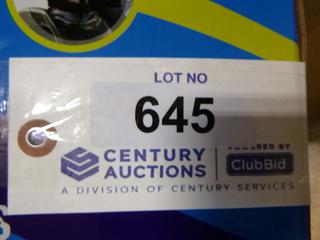 LOT NO
645
CENTURY AUCTIONS
POWERED BY
ClubBid
A DIVISION OF CENTURY SERVICES